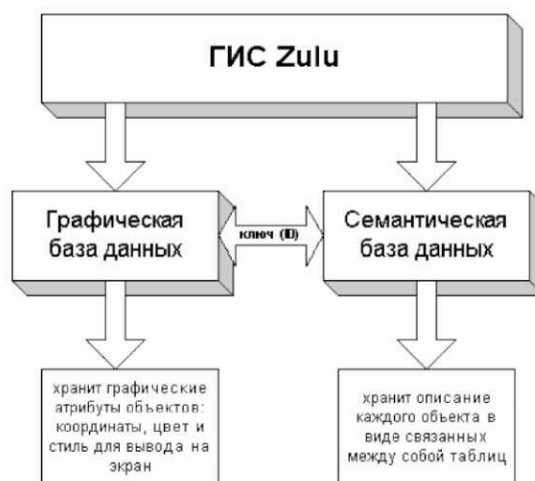 ГИС Zulu
Графическая
база данных
ключ (ID)
Семантическая
база данных
хранит графические
атрибуты объектов:
координаты, цвет и
стиль для вывода на
экран
хранит описание
каждого объекта в
виде связанных
между собой таблиц